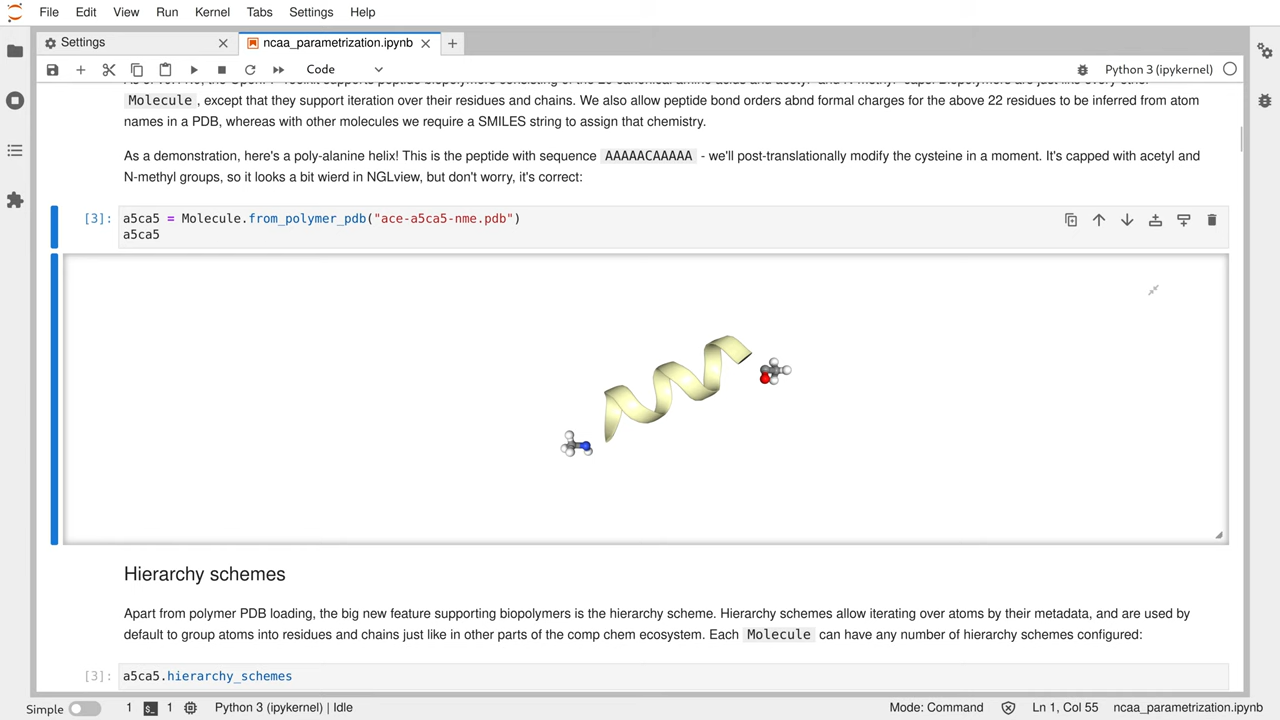 File Edit View Run Kernel Tabs Settings Help
Settings
ncaa_parametrization.ipynb
Code
Python 3 (ipykernel)
Molecule , except that they support iteration over their residues and chains. We also allow peptide bnd orders abnd formal charges for the above 22 residues to be inferred from atom
names in a PDB, whereas with other molecules we require a SMILES string to assign that chemistry.
As a demonstration, here's a poly-alanine helix! This is the peptide with sequence AAAAACAAAAA - we'll post-translationally modify the cysteine in a moment. It's capped with acetyl and
N-methyl groups, so it looks a bit wierd in NGLview, but don't worry, it's correct:
[3]: a5ca5 = Molecule.from_polymer_pdb("ace-a5ca5-nme.pdb")
a5ca5
Hierarchy schemes
Apart from polymer PDB loading, the big new feature supporting biopolymers is the hierarchy scheme. Hierarchy schemes allow iterating over atoms by their metadata, and are used by
default to group atoms into residues and chains just like in other parts of the comp chem ecosystem. Each Molecule can have any number of hierarchy schemes configured:
[3]: a5ca5.hierarchy_schemes
Simple 1 1 Python 3 (ipykernel) | Idle Mode: Command Ln 1, Col 55 ncaa_parametrization.ipynb